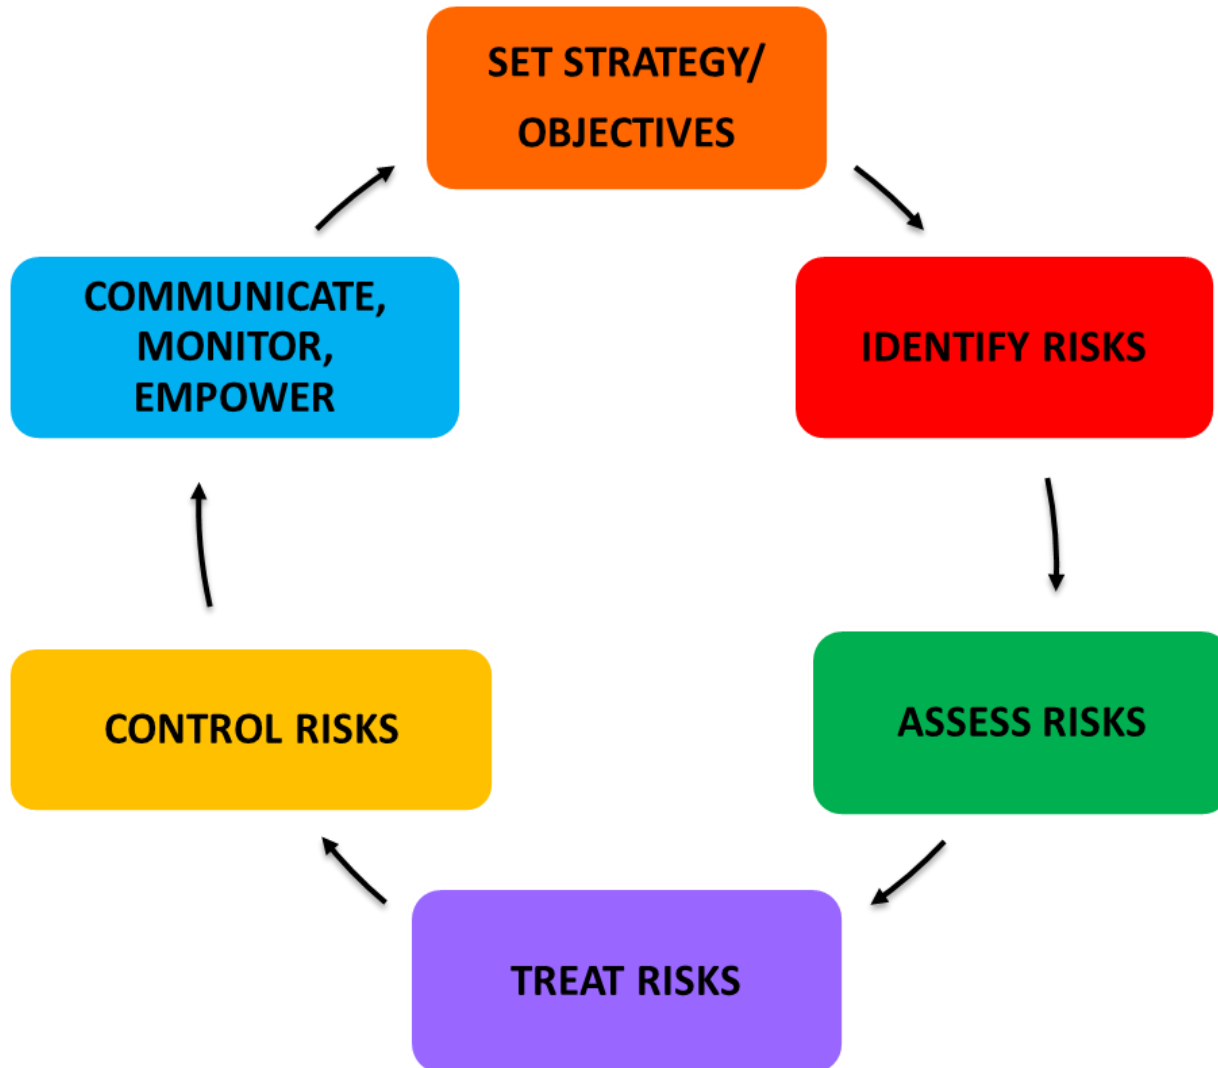 SET STRATEGY/
OBJECTIVES
IDENTIFY RISKS
ASSESS RISKS
TREAT RISKS
CONTROL RISKS
COMMUNICATE,
MONITOR,
EMPOWER